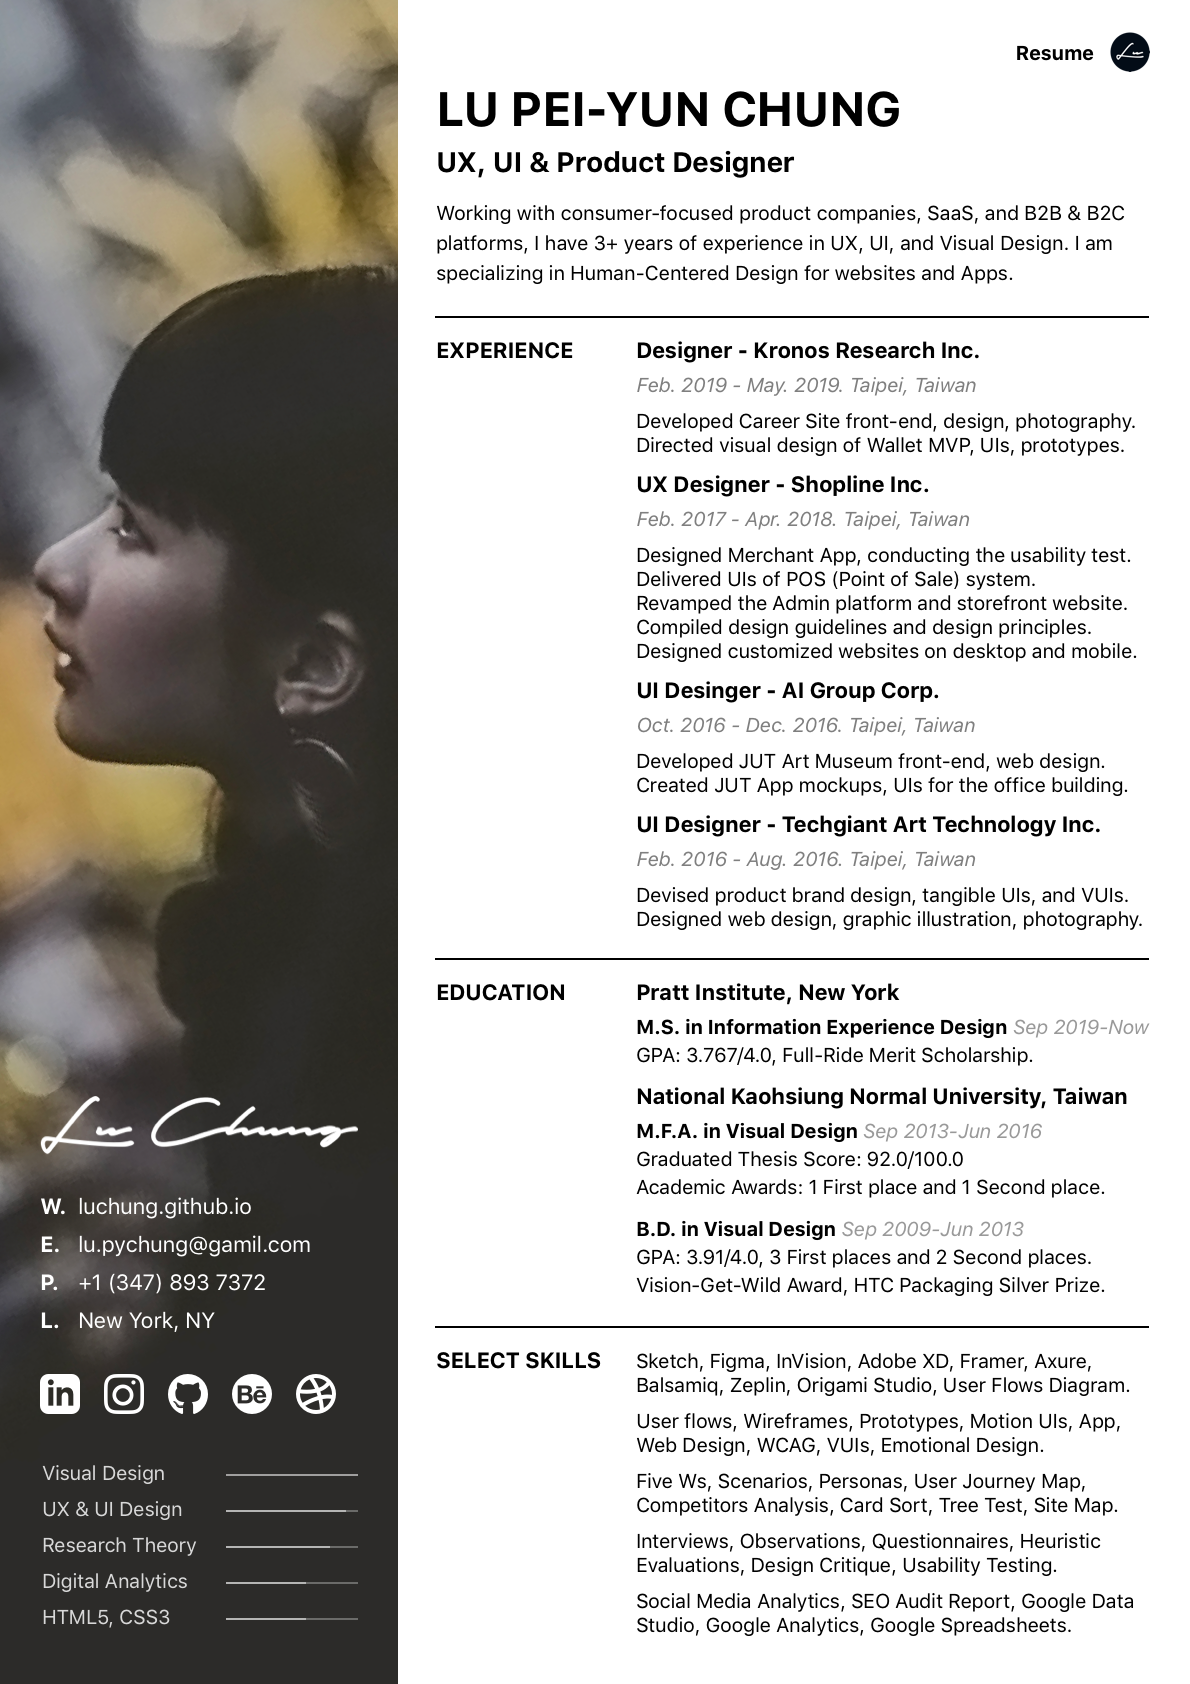 Resume
LU PEI-YUN CHUNG
UX, UI & Product Designer
Working with consumer-focused product companies, SaaS, and B2B & B2C
platforms, I have 3+ years of experience in UX, UI, and Visual Design. I am
specializing in Human-Centered Design for websites and Apps.
EXPERIENCE
Designer - Kronos Research Inc.
Feb. 2019 - May. 2019. Taipei, Taiwan
Developed Career Site front-end, design, photography.
Directed visual design of Wallet MVP, UIs, prototypes.
UX Designer - Shopline Inc.
Feb. 2017 - Apr. 2018. Taipei, Taiwan
Designed Merchant App, conducting the usability test.
Delivered UIs of POS (Point of Sale) system.
Revamped the Admin platform and storefront website.
Compiled design guidelines and design principles.
Designed customized websites on desktop and mobile.
UI Desinger - AI Group Corp.
Oct. 2016 - Dec. 2016. Taipei, Taiwan
Developed JUT Art Museum front-end, web design.
Created JUT App mockups, UIs for the office building.
UI Designer - Techgiant Art Technology Inc.
Feb. 2016 - Aug. 2016. Taipei, Taiwan
Devised product brand design, tangible UIs, and VUIs.
Designed web design, graphic illustration, photography.
EDUCATION
Pratt Institute, New York
M.S. in Information Experience Design Sep 2019-Now
GPA: 3.767/4.0, Full-Ride Merit Scholarship.
National Kaohsiung Normal University, Taiwan
M.F.A. in Visual Design Sep 2013-Jun 2016
Graduated Thesis Score: 92.0/100.0
Academic Awards: 1 First place and 1 Second place.
B.D. in Visual Design Sep 2009-Jun 2013
GPA: 3.91/4.0, 3 First places and 2 Second places.
Vision-Get-Wild Award, HTC Packaging Silver Prize.
SELECT SKILLS
Sketch, Figma, InVision, Adobe XD, Framer, Axure,
Balsamiq, Zeplin, Origami Studio, User Flows Diagram.
User flows, Wireframes, Prototypes, Motion UIs, App,
Web Design, WCAG, VUIs, Emotional Design.
Five Ws, Scenarios, Personas, User Journey Map,
Competitors Analysis, Card Sort, Tree Test, Site Map.
Interviews, Observations, Questionnaires, Heuristic
Evaluations, Design Critique, Usability Testing.
Social Media Analytics, SEO Audit Report, Google Data
Studio, Google Analytics, Google Spreadsheets.
Lu Chung
W. luchung.github.io
E. lu.pychung@gamil.com
P. +1 (347) 893 7372
L. New York, NY
in Bē
Visual Design
UX & UI Design
Research Theory
Digital Analytics
HTML5, CSS3